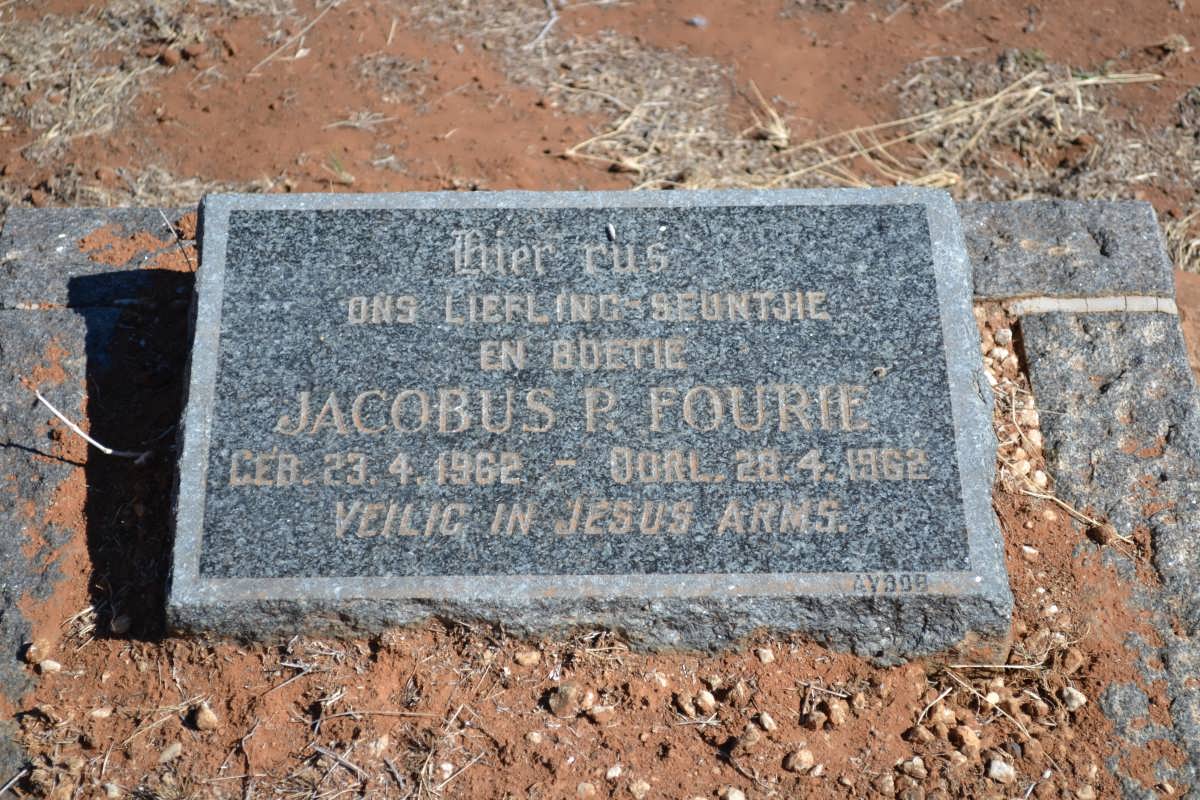 Hier rus
ONS LIEFLING-SEUNTJIE
EN BOETIE
JACOBUS P. FOURIE
GEB. 23.4.1962 - OORL. 28.4.1962
VEILIG IN JESUS ARMS.